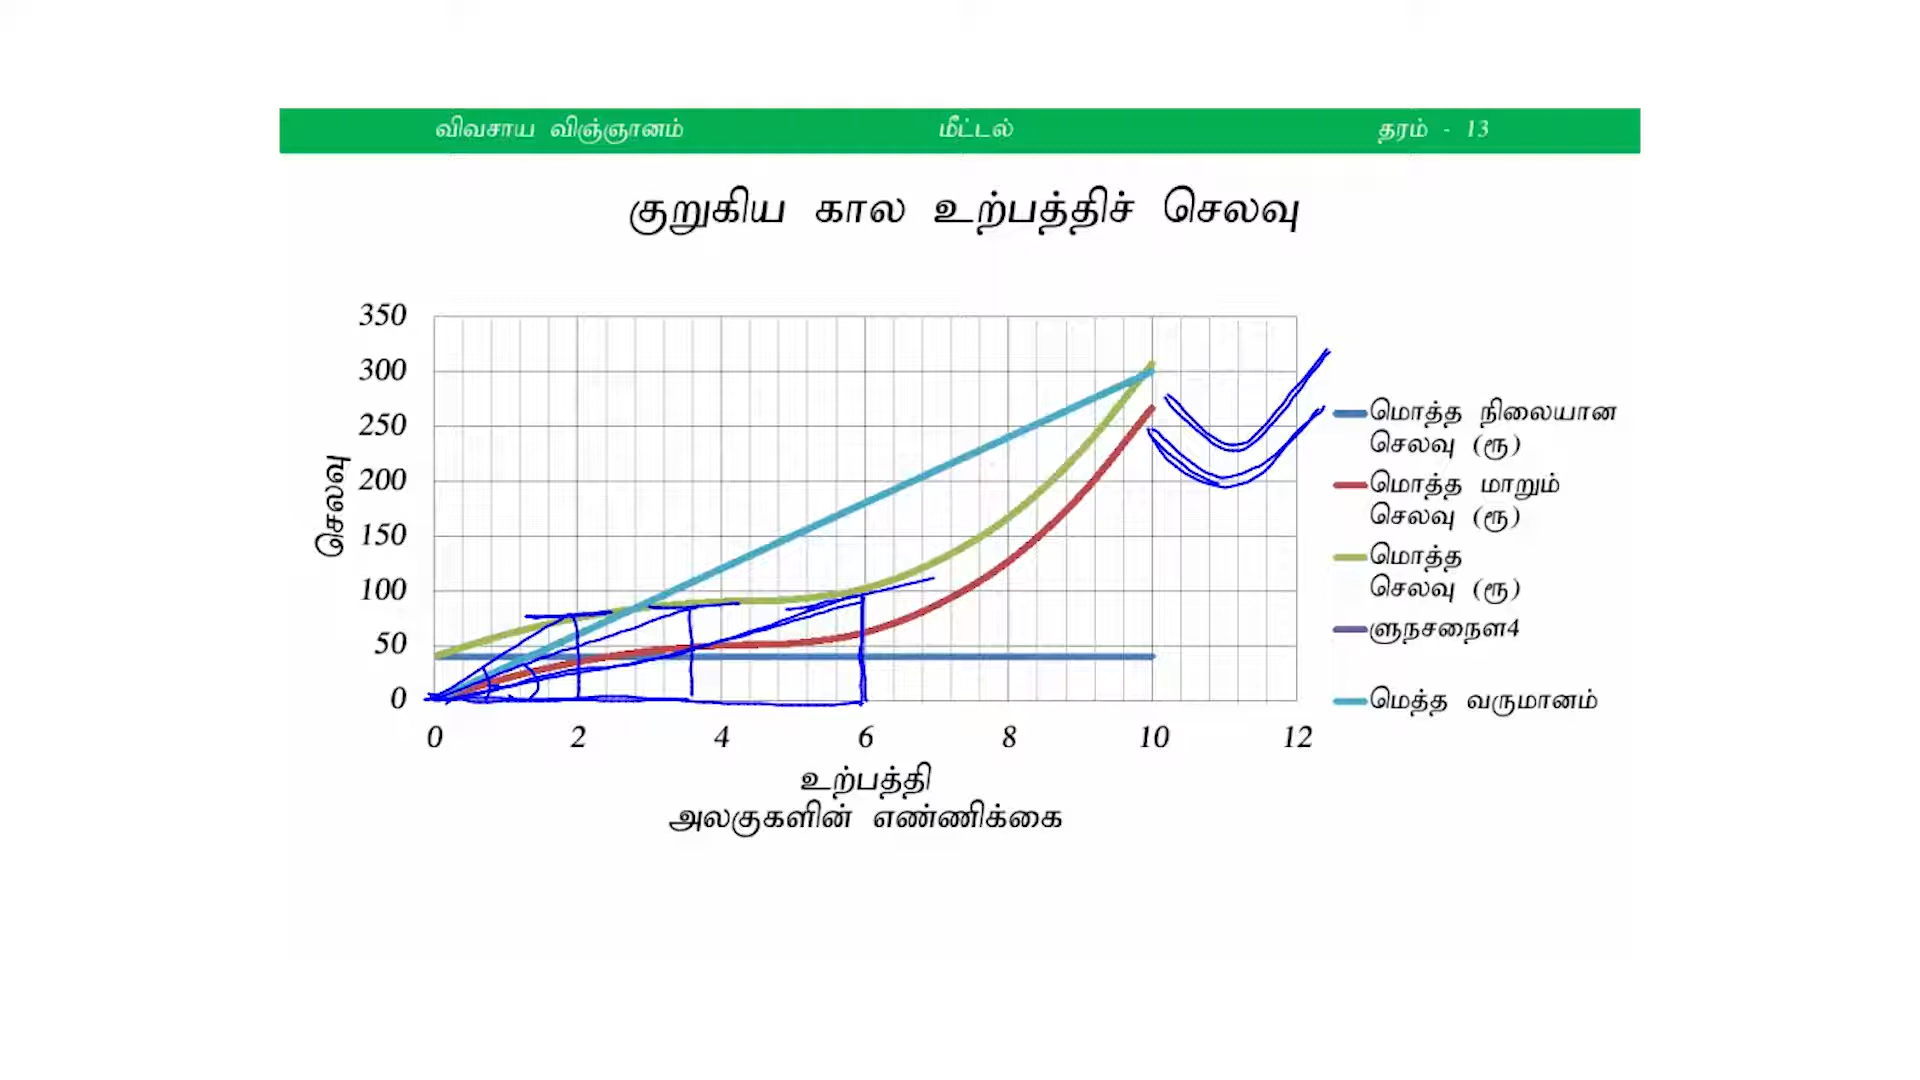 விவசாய விஞ்ஞானம் மீட்டல் தரம் - 13
குறுகிய கால உற்பத்திச் செலவு
350
300
250
200
150
100
50
0
செலவு
0 2 4 6 8 10 12
உற்பத்தி
அலகுகளின் எண்ணிக்கை
மொத்த நிலையான
செலவு (ரூ)
மொத்த மாறும்
செலவு (ரூ)
மொத்த
செலவு (ரூ)
ளுநசநைள4
மெத்த வருமானம்